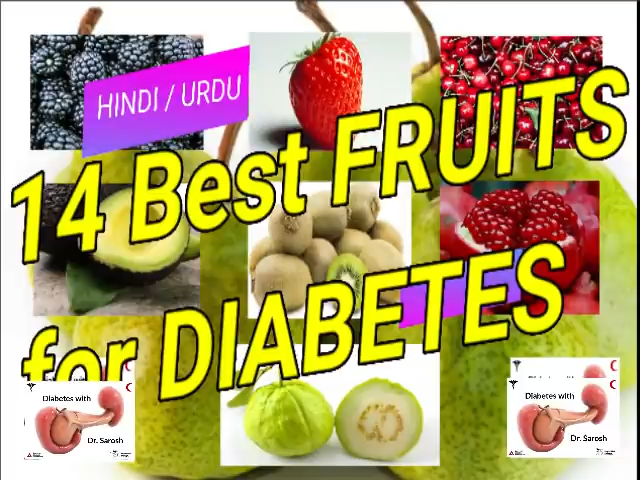 HINDI / URDU
14 Best FRUITS
for DIABETES
Diabetes with
Dr. Sarosh
Diabetes with
Dr. Sarosh